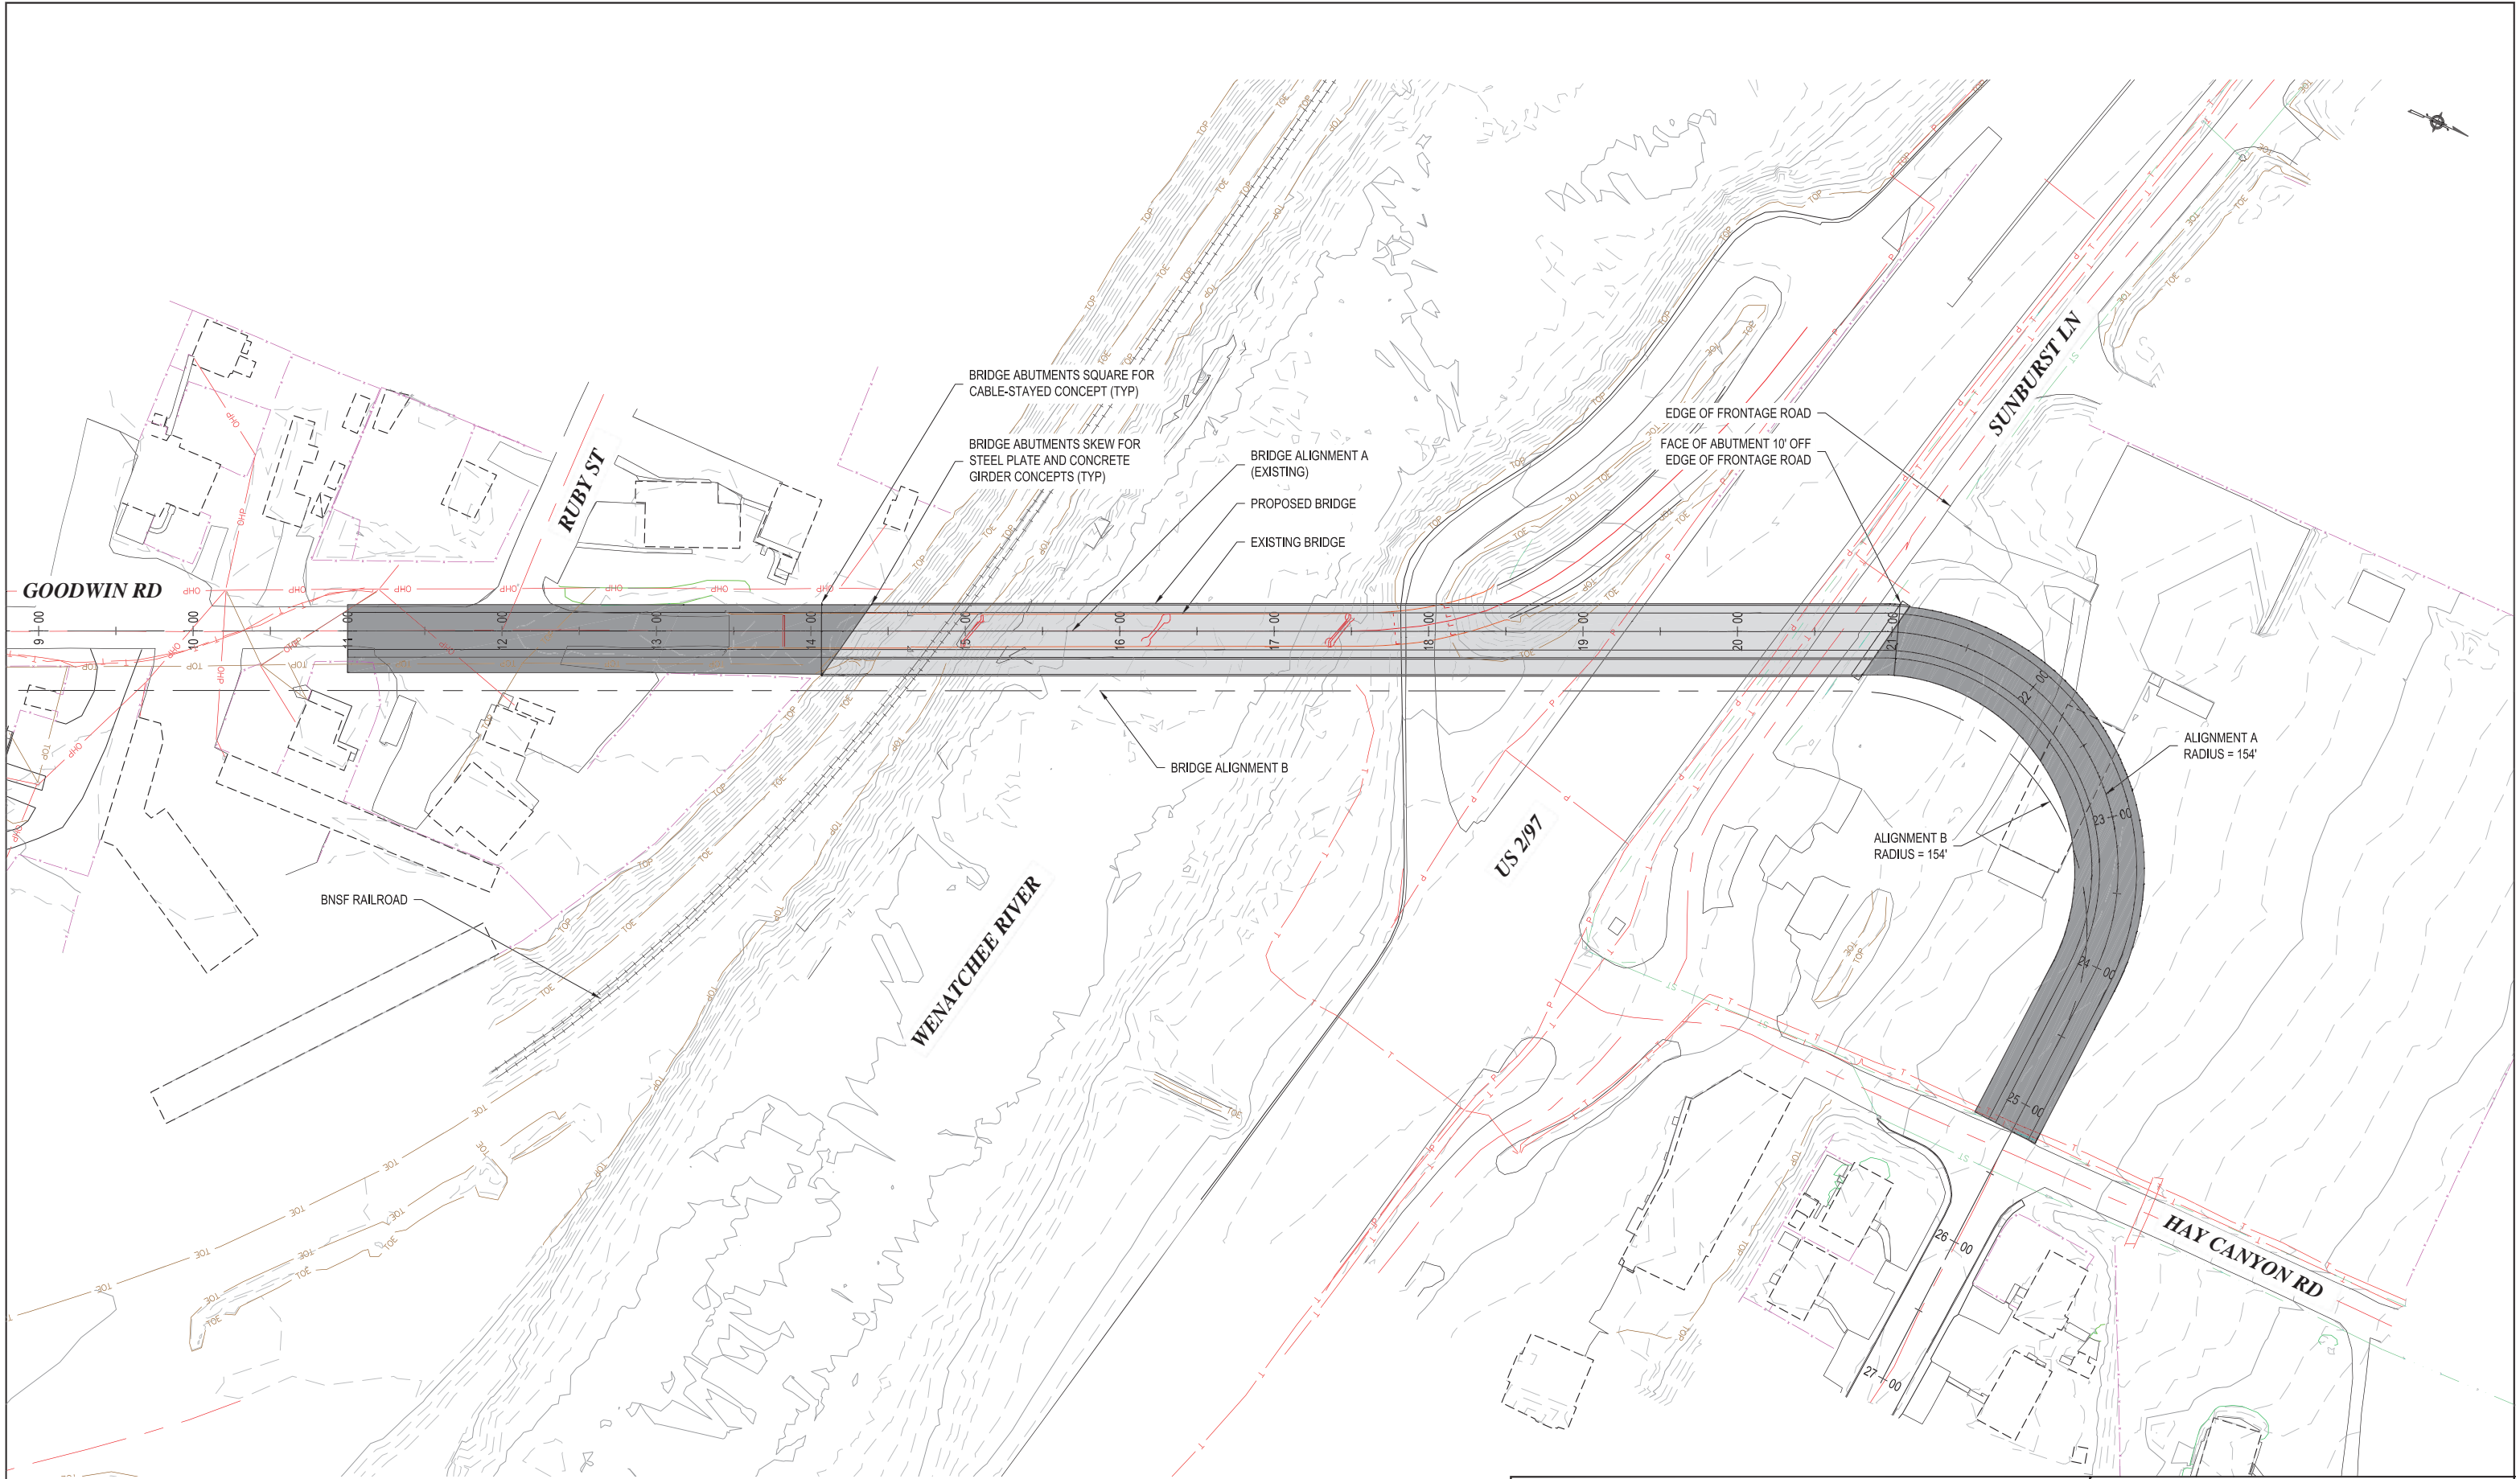 BRIDGE ABUTMENTS SQUARE FOR
CABLE-STAYED CONCEPT (TYP)
BRIDGE ABUTMENTS SKEW FOR
STEEL PLATE AND CONCRETE
GIRDER CONCEPTS (TYP)
BRIDGE ALIGNMENT A
(EXISTING)
PROPOSED BRIDGE
EXISTING BRIDGE
EDGE OF FRONTAGE ROAD
FACE OF ABUTMENT 10' OFF
EDGE OF FRONTAGE ROAD
SUNBURST LN
RUBY ST
GOODWIN RD
9+00
10+00
11+00
12+00
13+00
14+00
15+00
16+00
17+00
18+00
19+00
20+00
21+00
22+00
23+00
24+00
25+00
26+00
27+00
BRIDGE ALIGNMENT B
ALIGNMENT A
RADIUS = 154'
ALIGNMENT B
RADIUS = 154'
US 2/97
BNSF RAILROAD
WENATCHEE RIVER
HAY CANYON RD